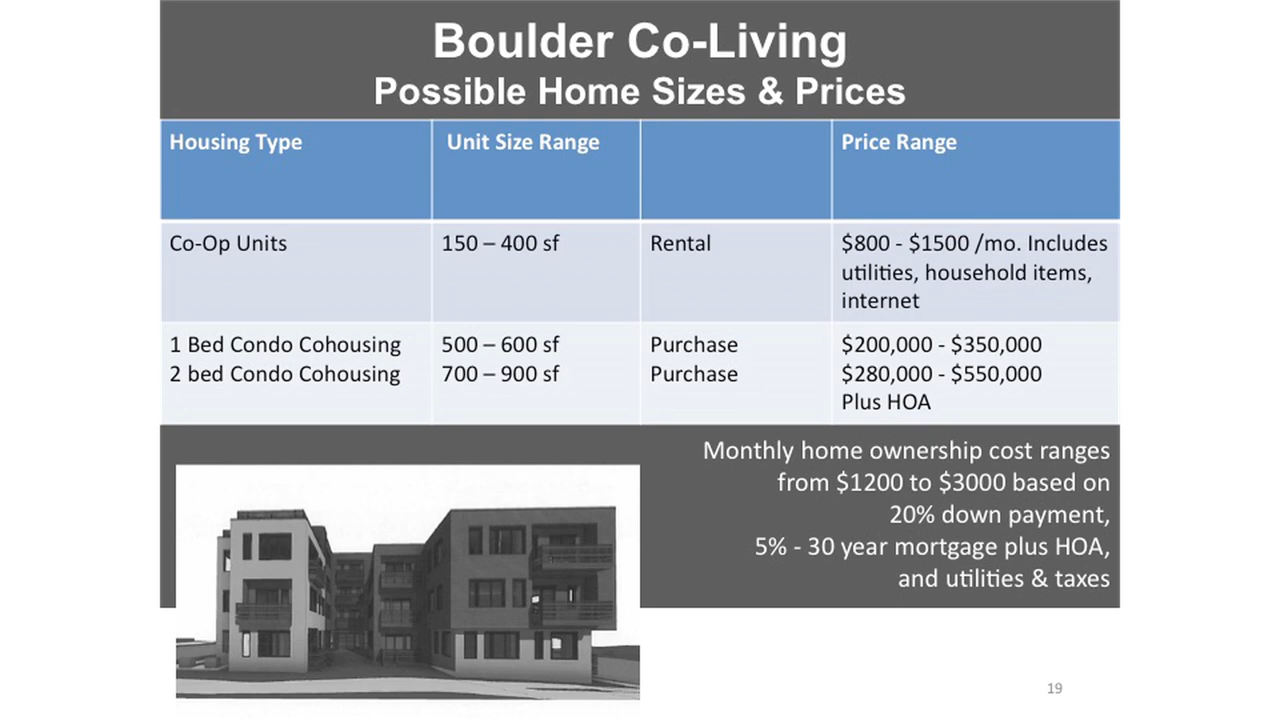 Boulder Co-Living
Possible Home Sizes & Prices
Housing Type
Unit Size Range
Price Range
Co-Op Units
150 – 400 sf
Rental
$800 - $1500 /mo. Includes
utilities, household items,
internet
1 Bed Condo Cohousing
500 – 600 sf
Purchase
$200,000 - $350,000
2 bed Condo Cohousing
700 – 900 sf
Purchase
$280,000 - $550,000
Plus HOA
Monthly home ownership cost ranges
from $1200 to $3000 based on
20% down payment,
5% - 30 year mortgage plus HOA,
and utilities & taxes
19